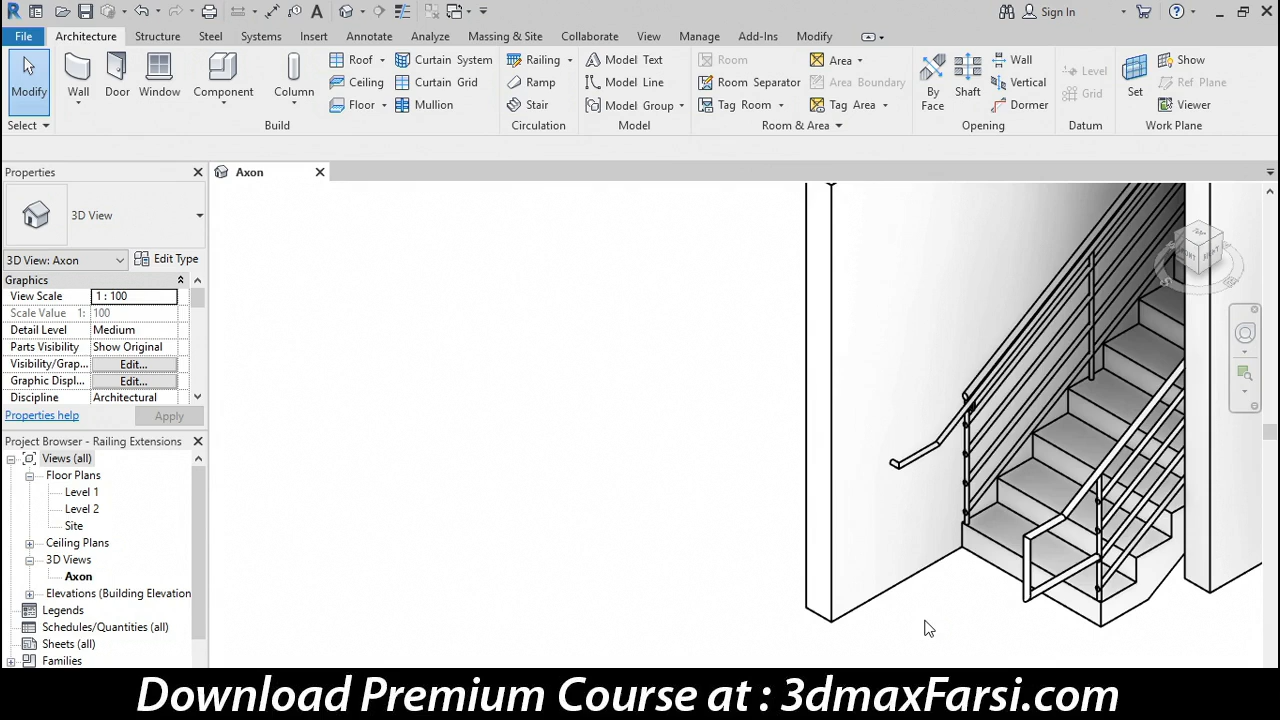 Sign In
File
Architecture
Structure
Steel
Systems
Insert
Annotate
Analyze
Massing & Site
Collaborate
View
Manage
Add-Ins
Modify
Modify
Wall
Door
Window
Component
Column
Roof
Ceiling
Floor
Curtain System
Curtain Grid
Mullion
Railing
Ramp
Stair
Model Text
Model Line
Model Group
Room
Room Separator
Tag Room
Area
Area Boundary
Tag Area
By
Face
Shaft
Wall
Vertical
Dormer
Level
Grid
Set
Show
Ref Plane
Viewer
Select
Build
Circulation
Model
Room & Area
Opening
Datum
Work Plane
Properties
Axon
3D View
3D View: Axon
Edit Type
Graphics
View Scale 1 : 100
Scale Value 1: 100
Detail Level Medium
Parts Visibility Show Original
Visibility/Grap... Edit...
Graphic Displ... Edit...
Discipline Architectural
Properties help Apply
Project Browser - Railing Extensions
Views (all)
Floor Plans
Level 1
Level 2
Site
Ceiling Plans
3D Views
Axon
Elevations (Building Elevation
Legends
Schedules/Quantities (all)
Sheets (all)
Families
Download Premium Course at : 3dmaxFarsi.com